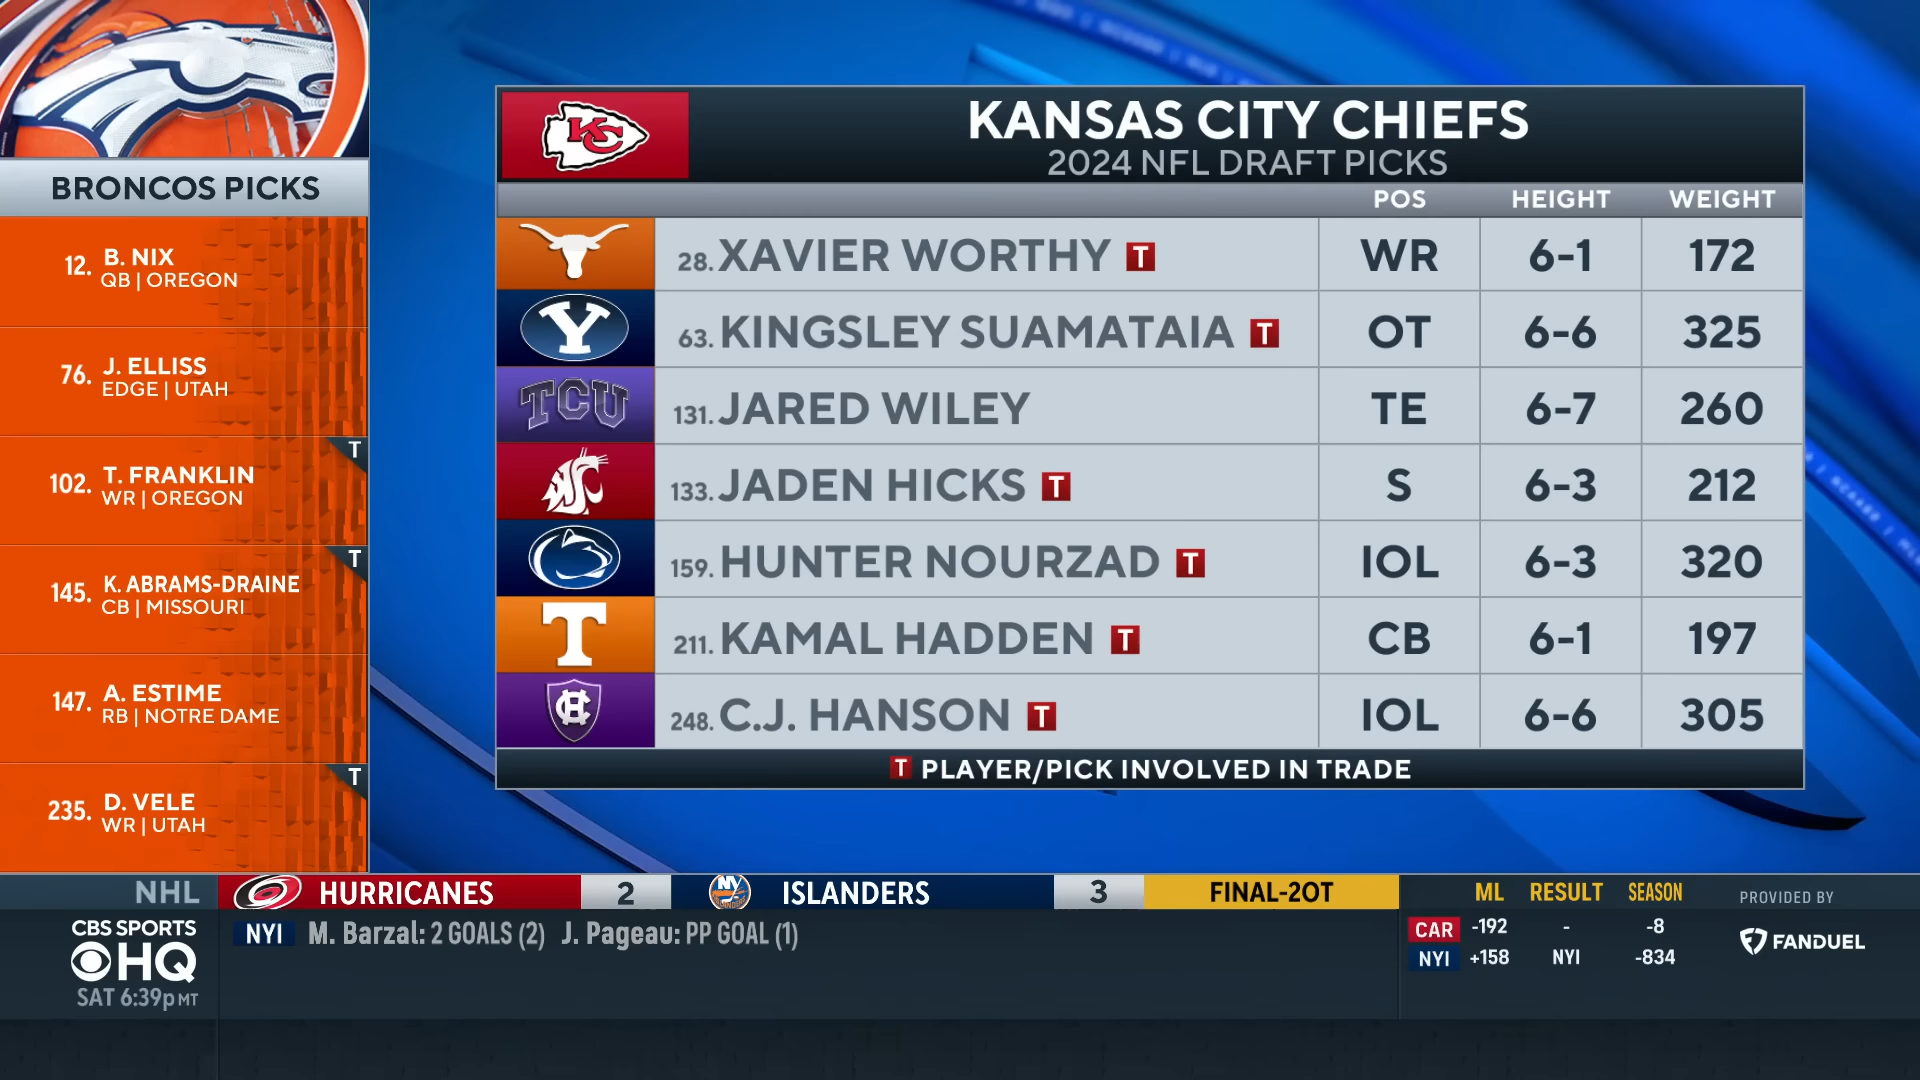 BRONCOS PICKS
12. B. NIX
QB | OREGON
76. J. ELLISS
EDGE | UTAH
T
102. T. FRANKLIN
WR | OREGON
T
145. K. ABRAMS-DRAINE
CB | MISSOURI
147. A. ESTIME
RB | NOTRE DAME
T
235. D. VELE
WR | UTAH
KC
KANSAS CITY CHIEFS
2024 NFL DRAFT PICKS
POS HEIGHT WEIGHT
28. XAVIER WORTHY T WR 6-1 172
Y 63. KINGSLEY SUAMATAIA T OT 6-6 325
TCU 131. JARED WILEY TE 6-7 260
133. JADEN HICKS T S 6-3 212
159. HUNTER NOURZAD T IOL 6-3 320
T 211. KAMAL HADDEN T CB 6-1 197
HC 248. C.J. HANSON T IOL 6-6 305
T PLAYER/PICK INVOLVED IN TRADE
NHL HURRICANES 2 NY ISLANDERS 3 FINAL-2OT
NYI M. Barzal: 2 GOALS (2) J. Pageau: PP GOAL (1)
ML RESULT SEASON
CAR -192 - -8
NYI +158 NYI -834
PROVIDED BY
FANDUEL
CBS SPORTS
HQ
SAT 6:39p MT